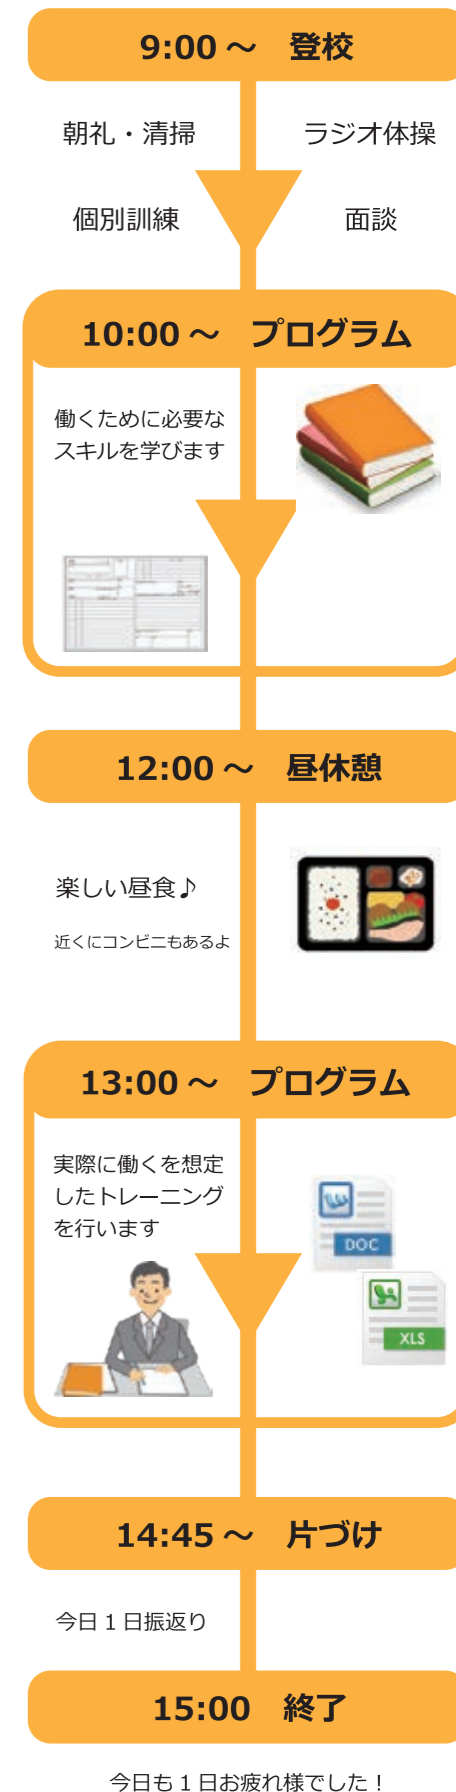 9:00～　登校
朝礼・清掃　ラジオ体操
個別訓練　面談
10:00～　プログラム
働くために必要な
スキルを学びます
12:00～　昼休憩
楽しい昼食♪
近くにコンビニもあるよ
13:00～　プログラム
実際に働くを想定
したトレーニング
を行います
DOC
XLS
14:45～　片づけ
今日1日振返り
15:00　終了
今日も1日お疲れ様でした！